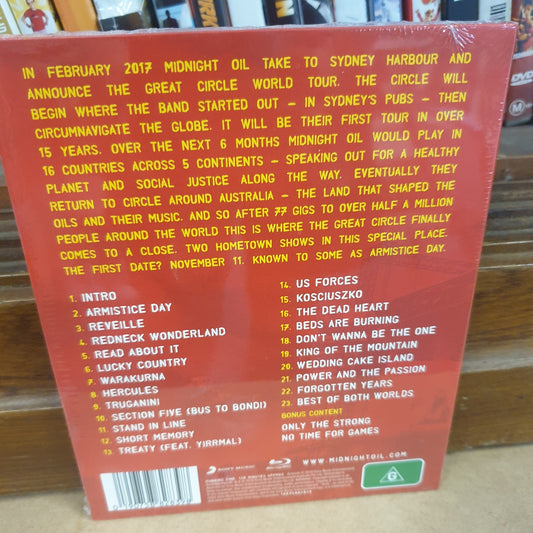 IN FEBRUARY 2017 MIDNIGHT OIL TAKE TO SYDNEY HARBOUR AND
ANNOUNCE THE GREAT CIRCLE WORLD TOUR. THE CIRCLE WILL
BEGIN WHERE THE BAND STARTED OUT – IN SYDNEY'S PUBS – THEN
CIRCUMNAVIGATE THE GLOBE. IT WILL BE THEIR FIRST TOUR IN OVER
15 YEARS. OVER THE NEXT 6 MONTHS MIDNIGHT OIL WOULD PLAY IN
16 COUNTRIES ACROSS 5 CONTINENTS – SPEAKING OUT FOR A HEALTHY
PLANET AND SOCIAL JUSTICE ALONG THE WAY. EVENTUALLY THEY
RETURN TO CIRCLE AROUND AUSTRALIA – THE LAND THAT SHAPED THE
OILS AND THEIR MUSIC. AND SO AFTER 77 GIGS TO OVER HALF A MILLION
PEOPLE AROUND THE WORLD THIS IS WHERE THE GREAT CIRCLE FINALLY
COMES TO A CLOSE. TWO HOMETOWN SHOWS IN THIS SPECIAL PLACE.
THE FIRST DATE? NOVEMBER 11. KNOWN TO SOME AS ARMISTICE DAY.
1. INTRO
2. ARMISTICE DAY
3. REVEILLE
4. REDNECK WONDERLAND
5. READ ABOUT IT
6. LUCKY COUNTRY
7. WARAKURNA
8. HERCULES
9. TRUGANINI
10. SECTION FIVE (BUS TO BONDI)
11. STAND IN LINE
12. SHORT MEMORY
13. TREATY (FEAT. YIRRMAL)
14. US FORCES
15. KOSCIUSZKO
16. THE DEAD HEART
17. BEDS ARE BURNING
18. DON'T WANNA BE THE ONE
19. KING OF THE MOUNTAIN
20. WEDDING CAKE ISLAND
21. POWER AND THE PASSION
22. FORGOTTEN YEARS
23. BEST OF BOTH WORLDS
BONUS CONTENT
ONLY THE STRONG
NO TIME FOR GAMES
SONY MUSIC
WWW.MIDNIGHTOIL.COM
G
DVD
M